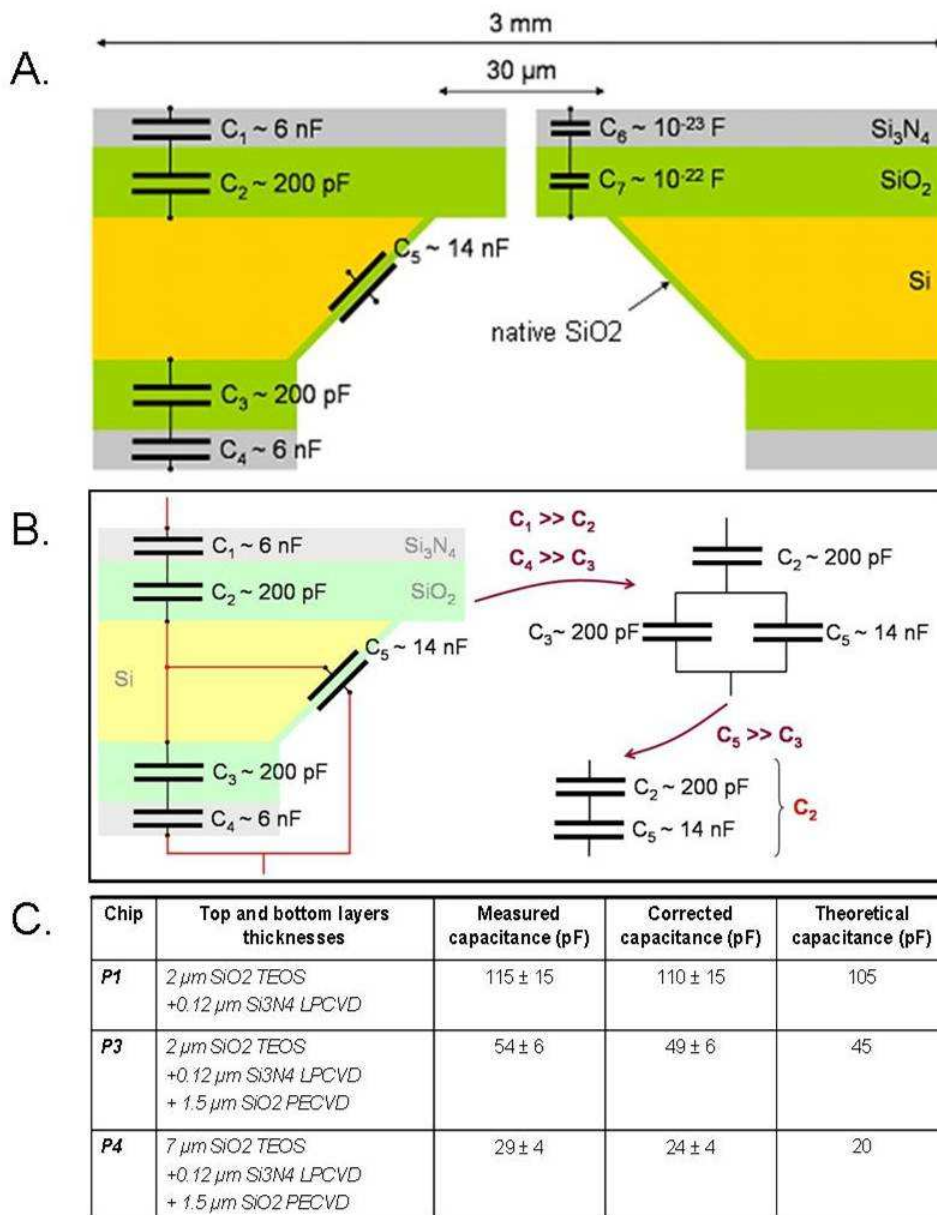 A.
3 mm
30 µm
C₁ ~ 6 nF
C₆ ~ 10⁻²³ F
Si₃N₄
C₂ ~ 200 pF
C₇ ~ 10⁻²² F
SiO₂
C₅ ~ 14 nF
Si
native SiO2
C₃ ~ 200 pF
C₄ ~ 6 nF
B.
C₁ ~ 6 nF
Si₃N₄
C₂ ~ 200 pF
SiO₂
Si
C₅ ~ 14 nF
C₃ ~ 200 pF
C₄ ~ 6 nF
C₁ >> C₂
C₄ >> C₃
C₂ ~ 200 pF
C₃ ~ 200 pF
C₅ ~ 14 nF
C₅ >> C₃
C₂ ~ 200 pF
C₅ ~ 14 nF
C₂
C.
Chip Top and bottom layers thicknesses Measured capacitance (pF) Corrected capacitance (pF) Theoretical capacitance (pF)
P1 2 µm SiO2 TEOS 115 ± 15 110 ± 15 105
+0.12 µm Si3N4 LPCVD
P3 2 µm SiO2 TEOS 54 ± 6 49 ± 6 45
+0.12 µm Si3N4 LPCVD
+ 1.5 µm SiO2 PECVD
P4 7 µm SiO2 TEOS 29 ± 4 24 ± 4 20
+0.12 µm Si3N4 LPCVD
+ 1.5 µm SiO2 PECVD